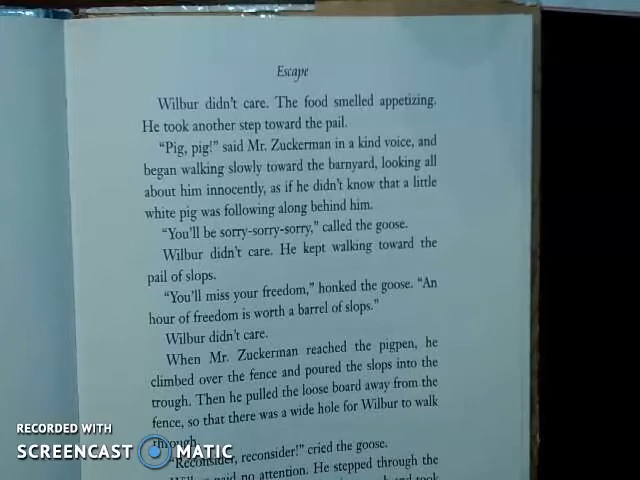 Escape
Wilbur didn't care. The food smelled appetizing.
He took another step toward the pail.
"Pig, pig!" said Mr. Zuckerman in a kind voice, and
began walking slowly toward the barnyard, looking all
about him innocently, as if he didn't know that a little
white pig was following along behind him.
"You'll be sorry-sorry-sorry," called the goose.
Wilbur didn't care. He kept walking toward the
pail of slops.
"You'll miss your freedom," honked the goose. "An
hour of freedom is worth a barrel of slops."
Wilbur didn't care.
When Mr. Zuckerman reached the pigpen, he
climbed over the fence and poured the slops into the
trough. Then he pulled the loose board away from the
fence, so that there was a wide hole for Wilbur to walk
through.
"Reconsider, reconsider!" cried the goose.
Wilbur paid no attention. He stepped through the
took
RECORDED WITH
SCREENCAST MATIC